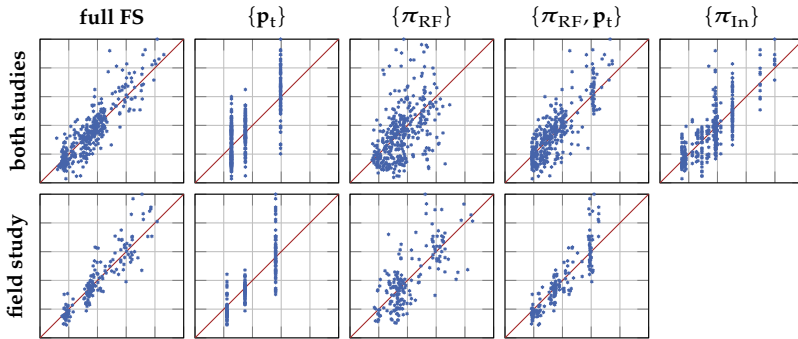 full FS {p_t} {π_RF} {π_RF, p_t} {π_In}
both studies
field study